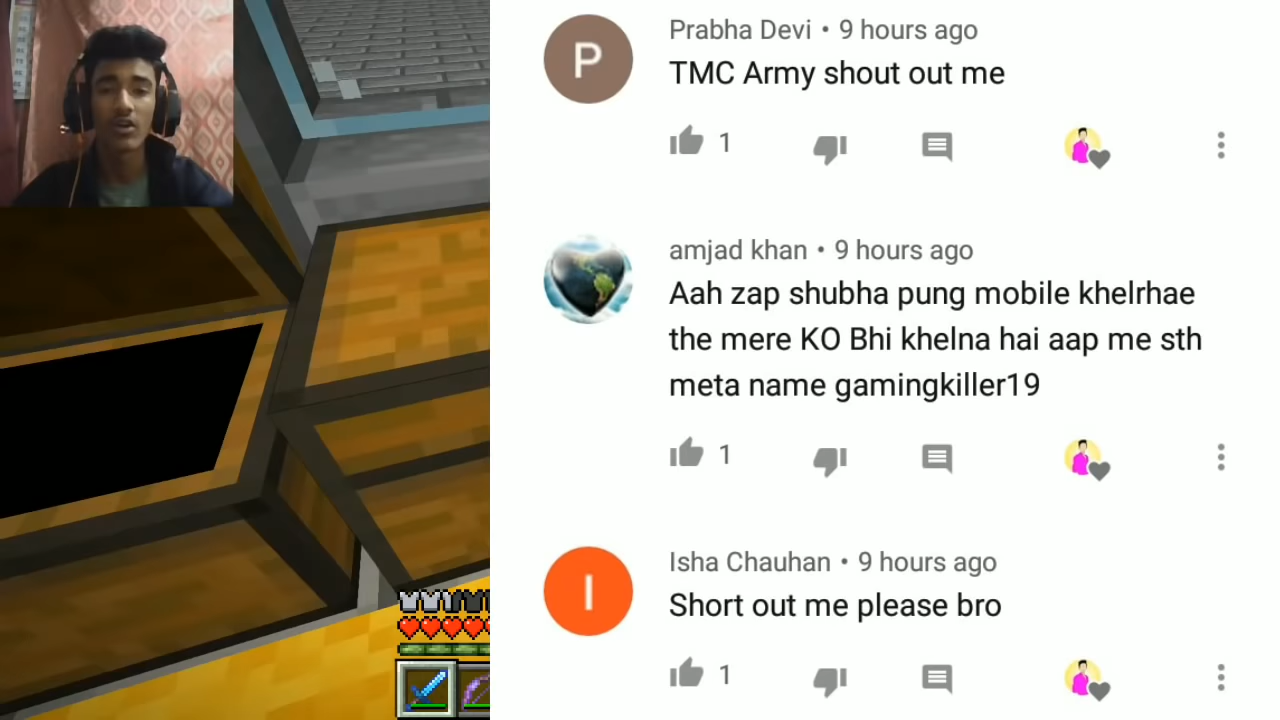 Prabha Devi • 9 hours ago
TMC Army shout out me
1
amjad khan • 9 hours ago
Aah zap shubha pung mobile khelrhae
the mere KO Bhi khelna hai aap me sth
meta name gamingkiller19
1
Isha Chauhan • 9 hours ago
Short out me please bro
1
P
I